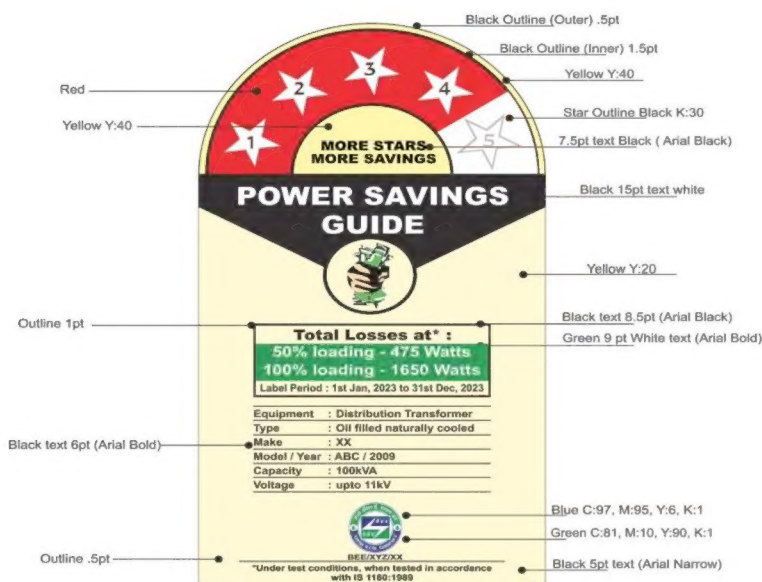 Black Outline (Outer) .5pt
Black Outline (Inner) 1.5pt
Yellow Y:40
Red
Star Outline Black K:30
Yellow Y:40
7.5pt text Black ( Arial Black)
1
2
3
4
5
MORE STARS
MORE SAVINGS
POWER SAVINGS
GUIDE
Black 15pt text white
Yellow Y:20
Outline 1pt
Black text 8.5pt (Arial Black)
Green 9 pt White text (Arial Bold)
Total Losses at* :
50% loading - 475 Watts
100% loading - 1650 Watts
Label Period : 1st Jan, 2023 to 31st Dec, 2023
Equipment : Distribution Transformer
Type : Oil filled naturally cooled
Make : XX
Model / Year : ABC / 2009
Capacity : 100kVA
Voltage : upto 11kV
Black text 6pt (Arial Bold)
Blue C:97, M:95, Y:6, K:1
Green C:81, M:10, Y:90, K:1
BEE/XYZ/XX
Outline .5pt
Black 5pt text (Arial Narrow)
*Under test conditions, when tested in accordance
with IS 1180:1989